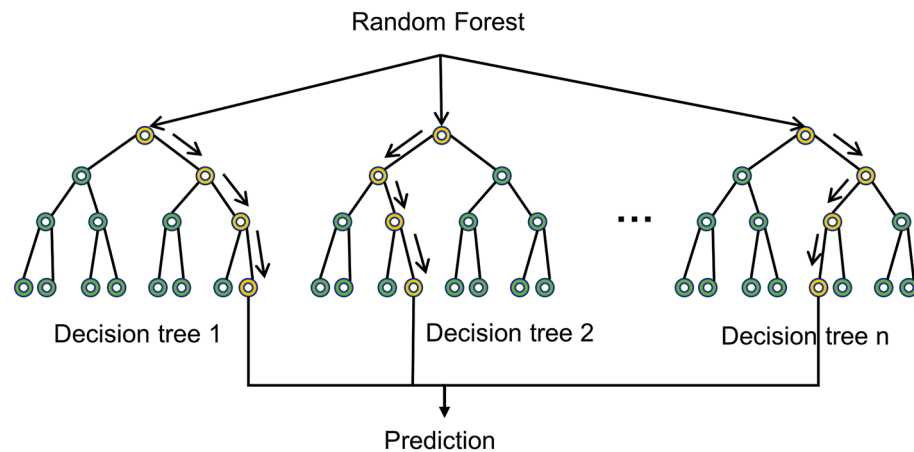 Random Forest
...
Decision tree 1
Decision tree 2
Decision tree n
Prediction